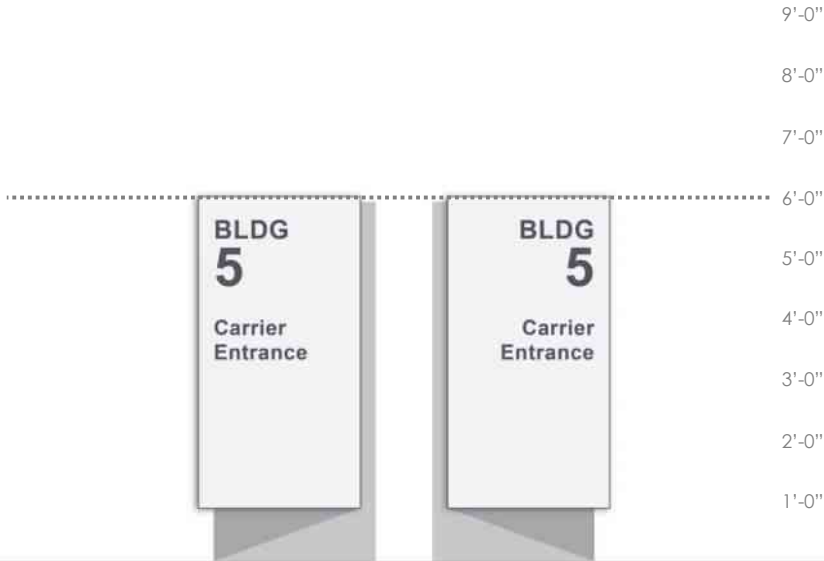 9’-0”
8’-0”
7’-0”
6’-0”
BLDG
5
Carrier
Entrance
BLDG
5
Carrier
Entrance
5’-0”
4’-0”
3’-0”
2’-0”
1’-0”